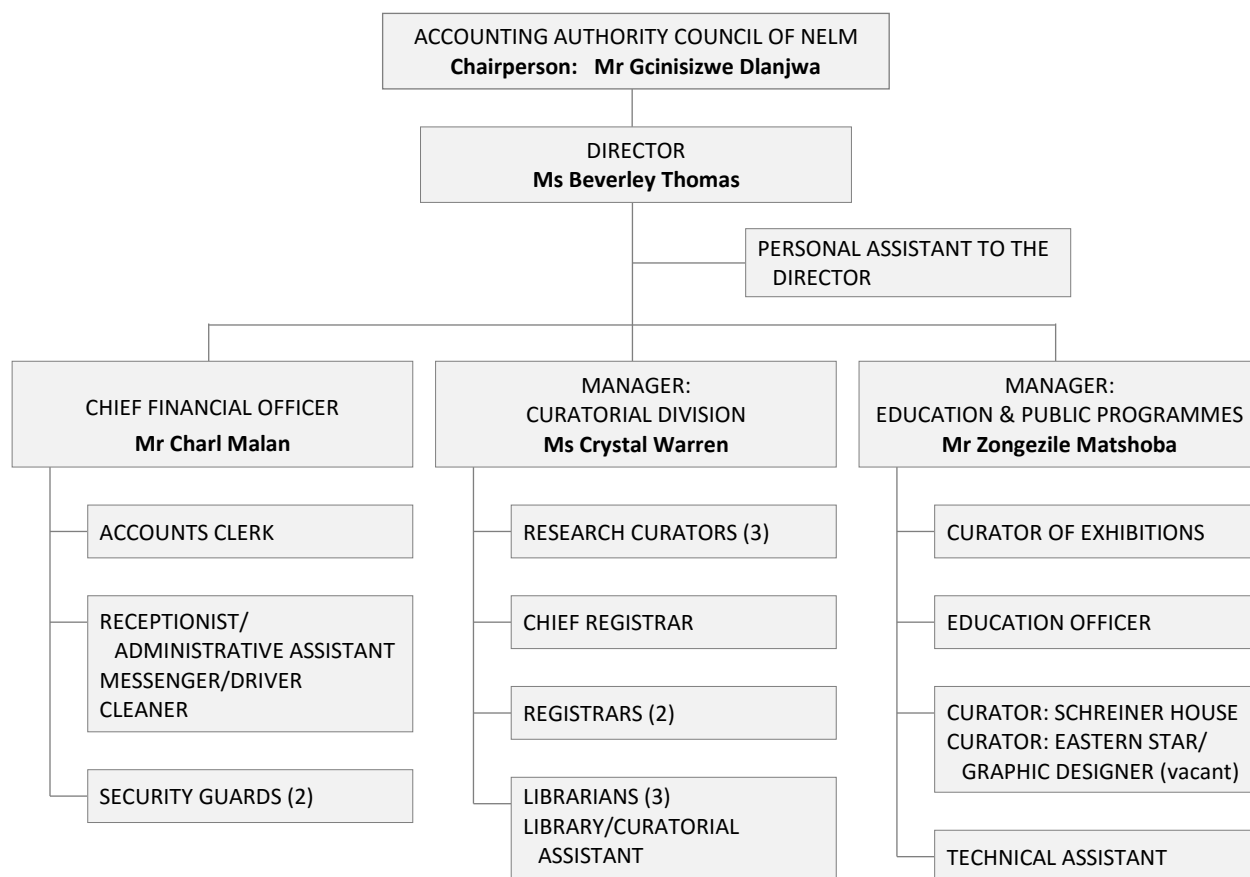 ACCOUNTING AUTHORITY COUNCIL OF NELM
Chairperson: Mr Gcinisizwe Dlanjwa
DIRECTOR
Ms Beverley Thomas
PERSONAL ASSISTANT TO THE
DIRECTOR
CHIEF FINANCIAL OFFICER
Mr Charl Malan
MANAGER:
CURATORIAL DIVISION
Ms Crystal Warren
MANAGER:
EDUCATION & PUBLIC PROGRAMMES
Mr Zongezile Matshoba
ACCOUNTS CLERK
RECEPTIONIST/
ADMINISTRATIVE ASSISTANT
MESSENGER/DRIVER
CLEANER
SECURITY GUARDS (2)
RESEARCH CURATORS (3)
CHIEF REGISTRAR
REGISTRARS (2)
LIBRARIANS (3)
LIBRARY/CURATORIAL
ASSISTANT
CURATOR OF EXHIBITIONS
EDUCATION OFFICER
CURATOR: SCHREINER HOUSE
CURATOR: EASTERN STAR/
GRAPHIC DESIGNER (vacant)
TECHNICAL ASSISTANT